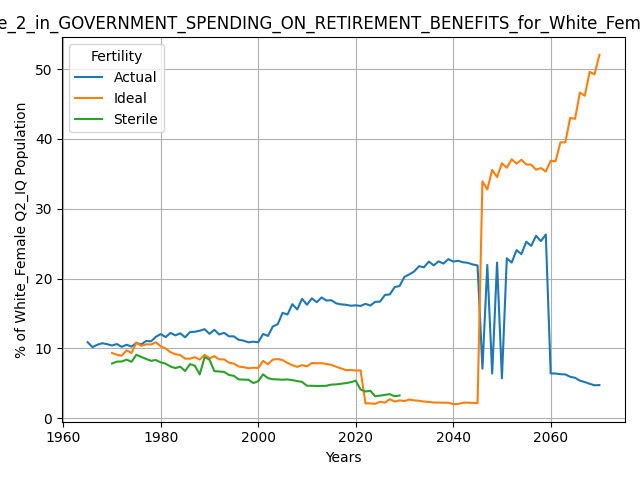 e_2_in_GOVERNMENT_SPENDING_ON_RETIREMENT_BENEFITS_for_White_Fem
Fertility
Actual
Ideal
Sterile
% of White_Female Q2_IQ Population
50
40
30
20
10
0
1960
1980
2000
2020
2040
2060
Years